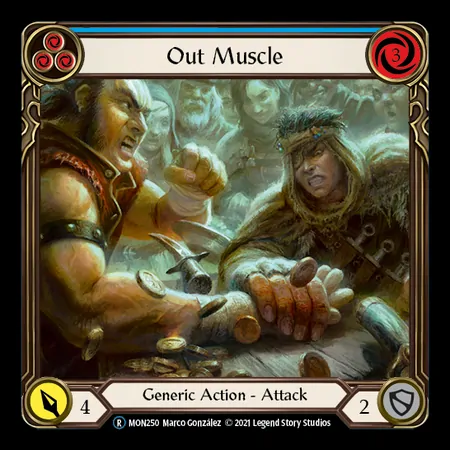 Out Muscle
3
4
Generic Action - Attack
2
R MON250 Marco González © 2021 Legend Story Studios